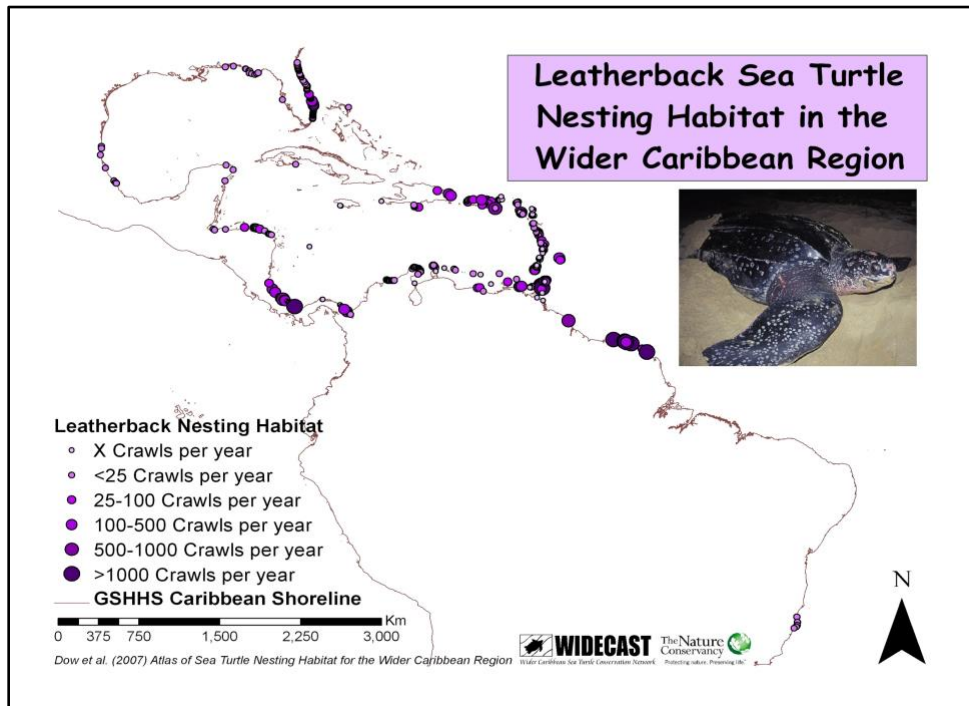 Leatherback Sea Turtle
Nesting Habitat in the
Wider Caribbean Region
Leatherback Nesting Habitat
X Crawls per year
<25 Crawls per year
25-100 Crawls per year
100-500 Crawls per year
500-1000 Crawls per year
>1000 Crawls per year
GSHHS Caribbean Shoreline
Km
0 375 750 1,500 2,250 3,000
N
WIDECAST
Wider Caribbean Sea Turtle Conservation Network
The Nature
Conservancy
Protecting nature. Preserving life.™
Dow et al. (2007) Atlas of Sea Turtle Nesting Habitat for the Wider Caribbean Region